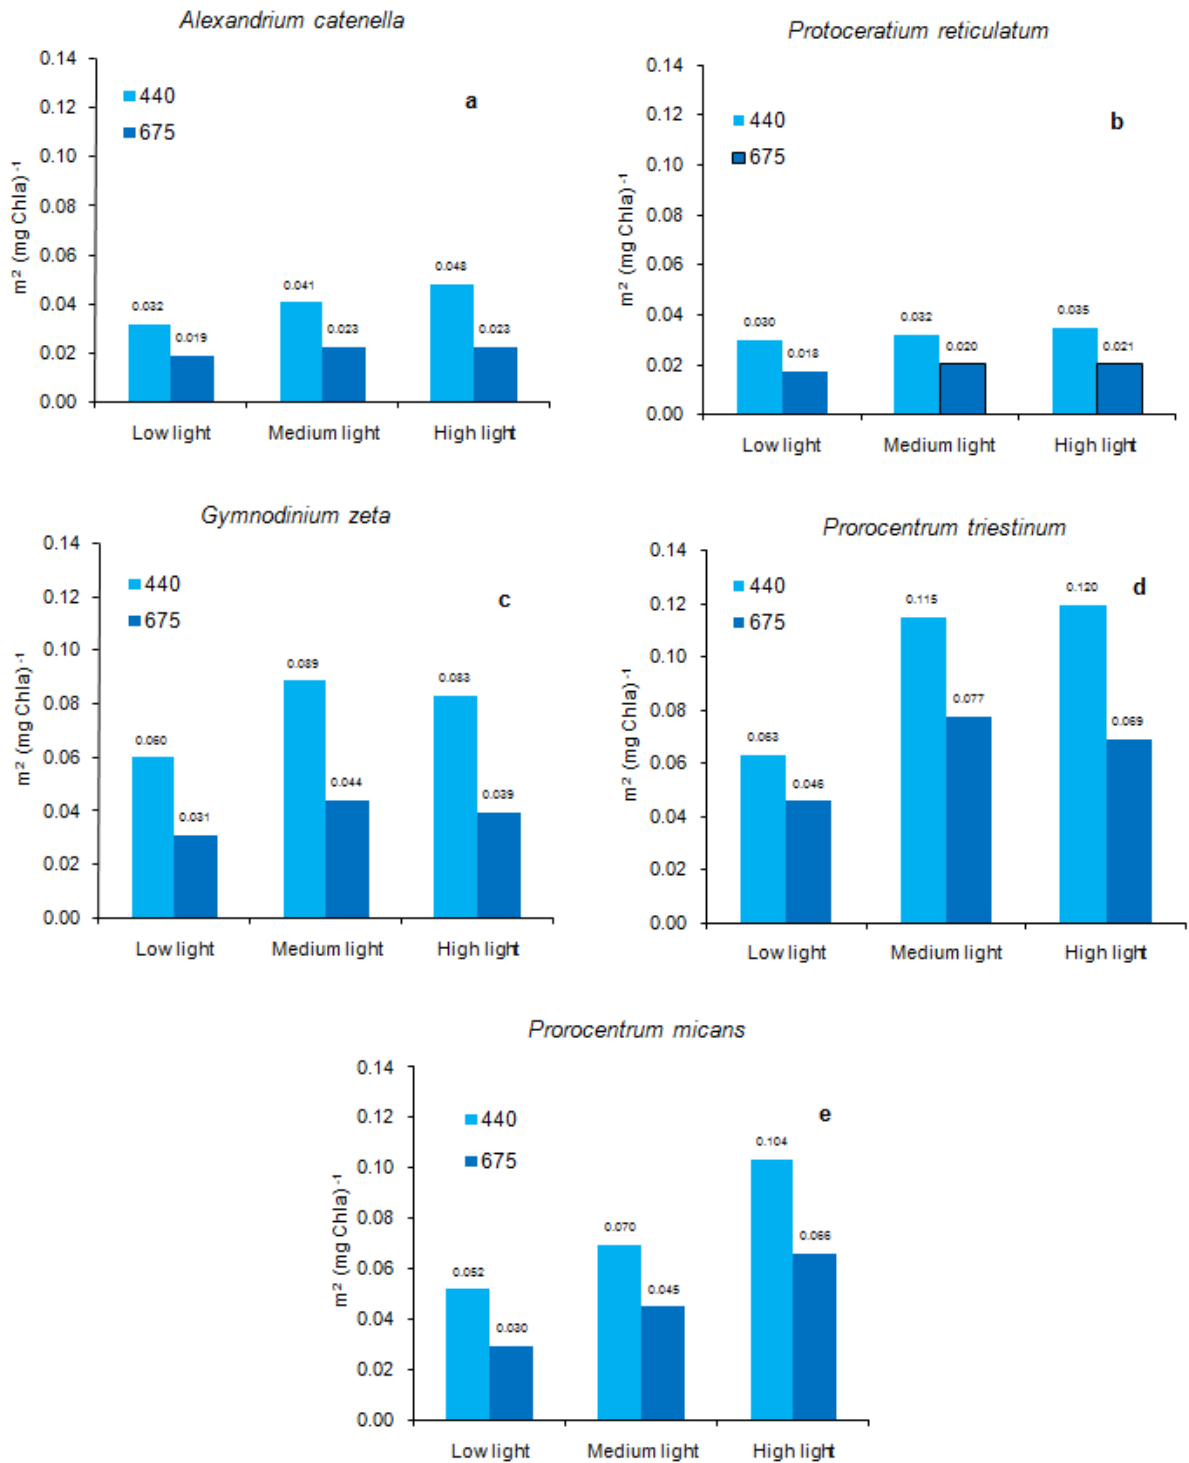 Alexandrium catenella
0.14
0.12
0.10
0.08
0.06
0.04
0.02
0.00
m² (mg Chla)⁻¹
440
675
a
0.032
0.019
0.041
0.023
0.048
0.023
Low light
Medium light
High light
Protoceratium reticulatum
0.14
0.12
0.10
0.08
0.06
0.04
0.02
0.00
m² (mg Chla)⁻¹
440
675
b
0.030
0.018
0.032
0.020
0.035
0.021
Low light
Medium light
High light
Gymnodinium zeta
0.14
0.12
0.10
0.08
0.06
0.04
0.02
0.00
m² (mg Chla)⁻¹
440
675
c
0.060
0.031
0.089
0.044
0.083
0.039
Low light
Medium light
High light
Prorocentrum triestinum
0.14
0.12
0.10
0.08
0.06
0.04
0.02
0.00
m² (mg Chla)⁻¹
440
675
d
0.063
0.046
0.115
0.077
0.120
0.069
Low light
Medium light
High light
Prorocentrum micans
0.14
0.12
0.10
0.08
0.06
0.04
0.02
0.00
m² (mg Chla)⁻¹
440
675
e
0.052
0.030
0.070
0.045
0.104
0.066
Low light
Medium light
High light